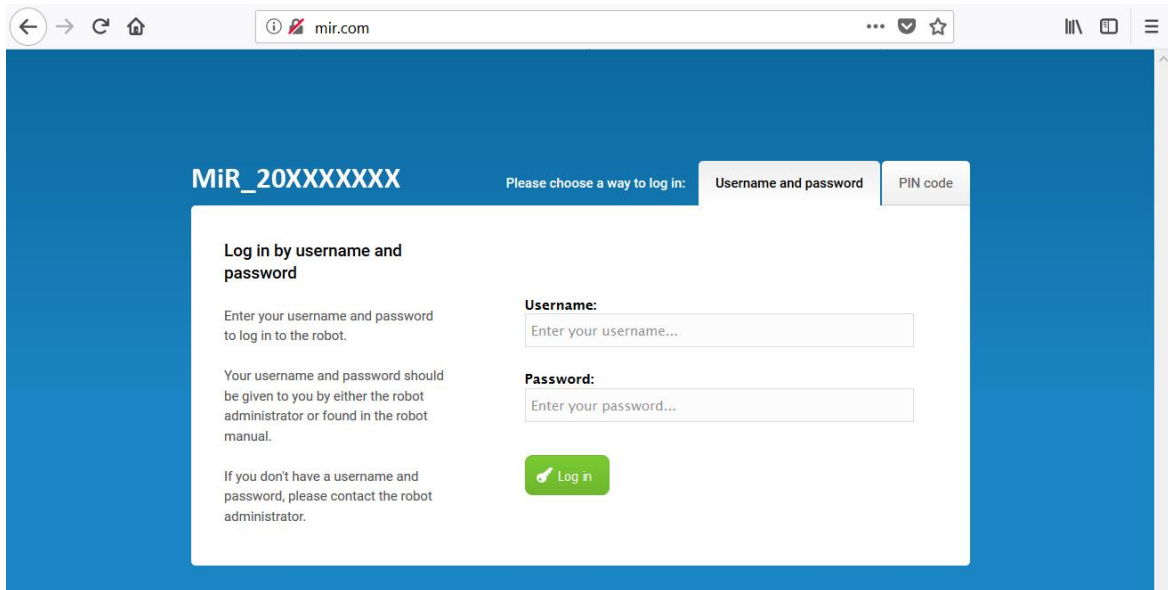 mir.com
MiR_20XXXXXXX
Please choose a way to log in:
Username and password
PIN code
Log in by username and
password
Enter your username and password
to log in to the robot.
Your username and password should
be given to you by either the robot
administrator or found in the robot
manual.
If you don't have a username and
password, please contact the robot
administrator.
Username:
Enter your username...
Password:
Enter your password...
Log in